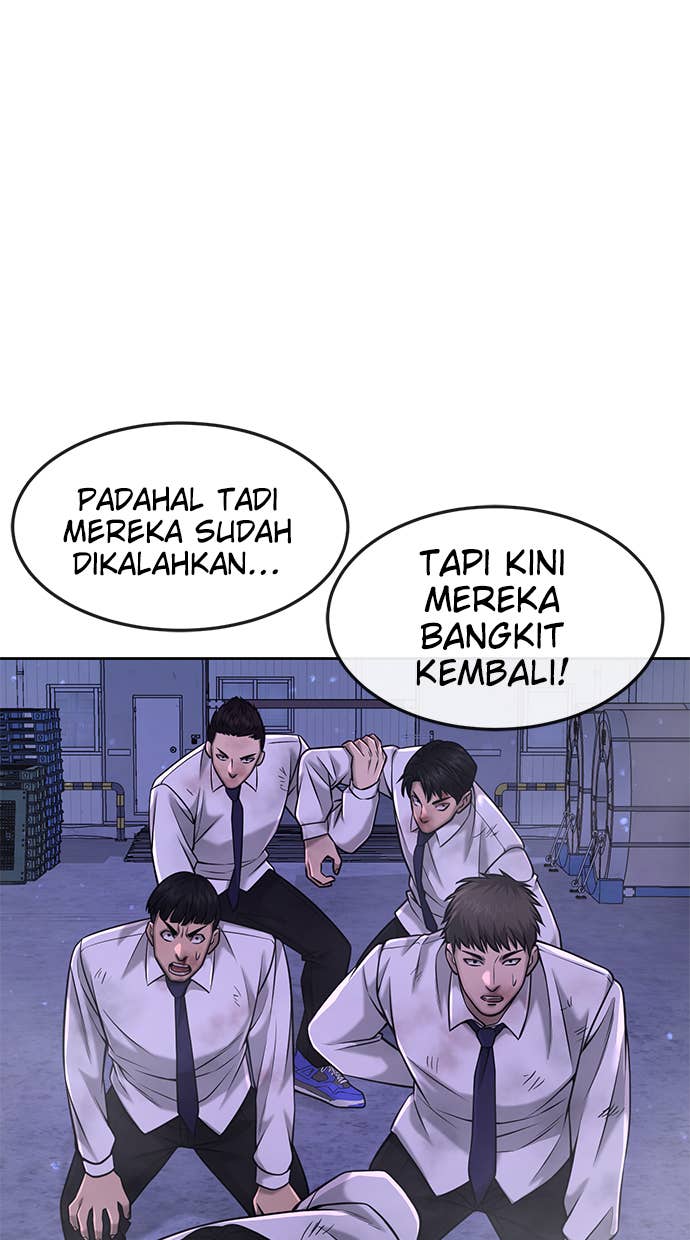 PADAHAL TADI
MEREKA SUDAH
DIKALAHKAN...
TAPI KINI
MEREKA
BANGKIT
KEMBALI!